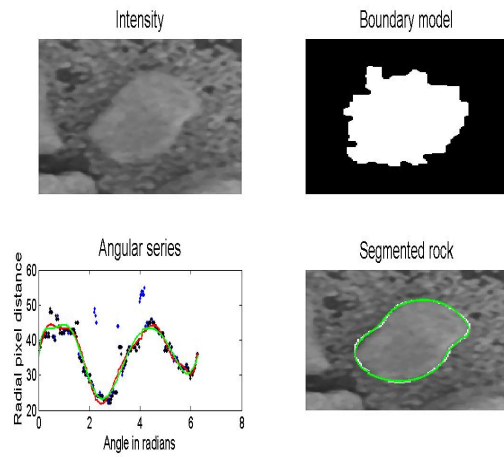 Intensity
Boundary model
Angular series
Segmented rock
Radial pixel distance
60
50
40
30
20
0
2
4
6
8
Angle in radians